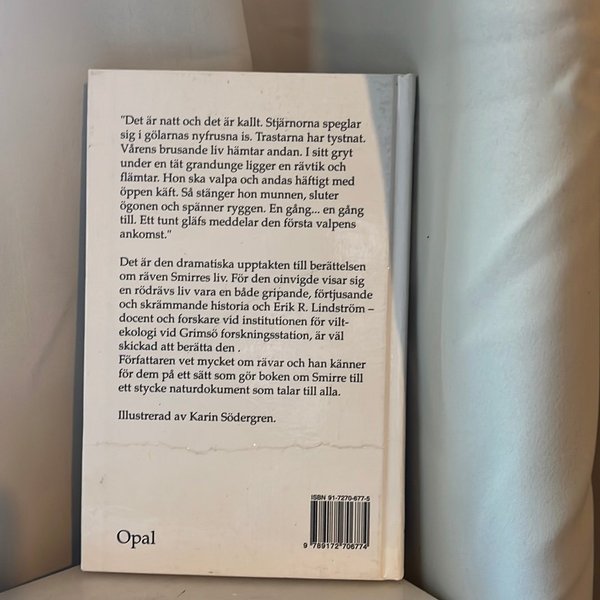 "Det är natt och det är kallt. Stjärnorna speglar
sig i gölarnas nyfrusna is. Trastarna har tystnat.
Vårens brusande liv hämtar andan. I sitt gryt
under en tät grandunge ligger en rävtik och
flämtar. Hon ska valpa och andas häftigt med
öppen käft. Så stänger hon munnen, sluter
ögonen och spänner ryggen. En gång... en gång
till. Ett tunt gläfs meddelar den första valpens
ankomst."
Det är den dramatiska upptakten till berättelsen
om räven Smirres liv. För den oinvigde visar sig
en rödrävs liv vara en både gripande, förtjusande
och skrämmande historia och Erik R. Lindström –
docent och forskare vid institutionen för vilt-
ekologi vid Grimsö forskningsstation, är väl
skickad att berätta den .
Författaren vet mycket om rävar och han känner
för dem på ett sätt som gör boken om Smirre till
ett stycke naturdokument som talar till alla.
Illustrerad av Karin Södergren.
ISBN 91-7270-677-5
Opal
9 789172 706774